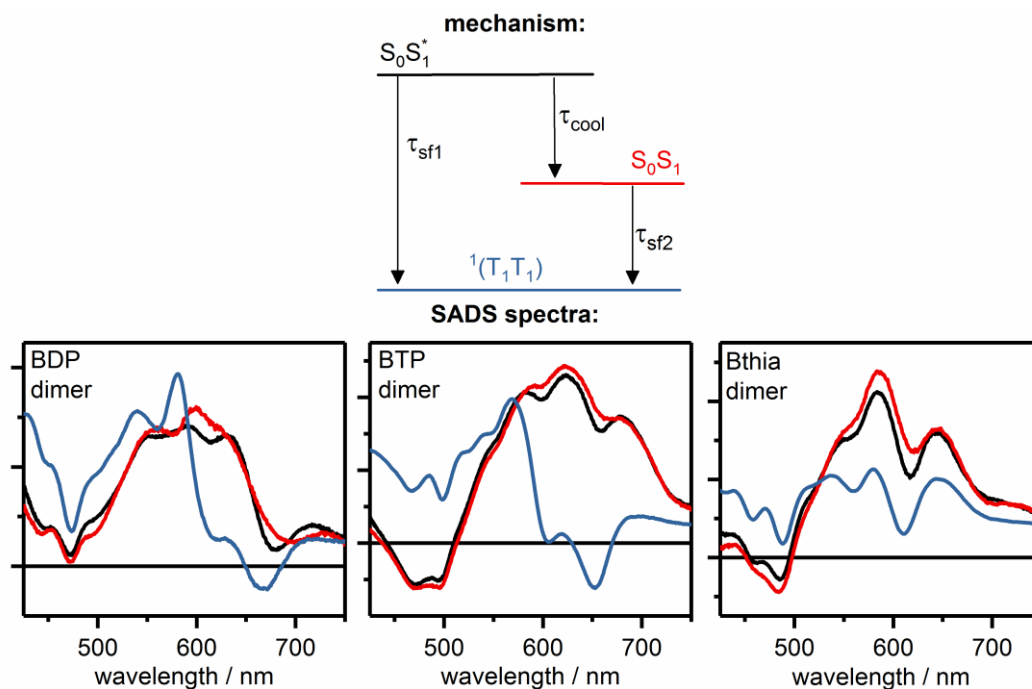 mechanism:
S₀S₁*
τcool
τsf1
S₀S₁
τsf2
¹(T₁T₁)
SADS spectra:
BDP
dimer
BTP
dimer
Bthia
dimer
500 600 700
500 600 700
500 600 700
wavelength / nm
wavelength / nm
wavelength / nm